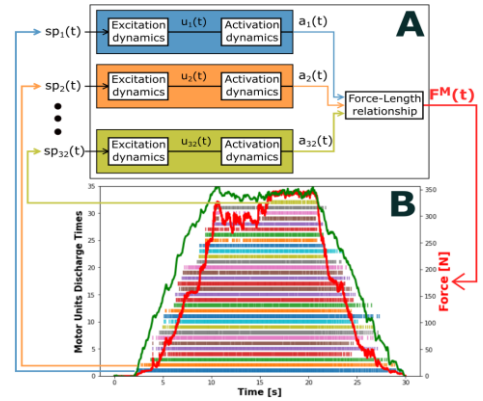 A
sp1(t) Excitation dynamics u1(t) Activation dynamics a1(t)
sp2(t) Excitation dynamics u2(t) Activation dynamics a2(t)
sp32(t) Excitation dynamics u32(t) Activation dynamics a32(t)
Force-Length relationship
F^M(t)
B
Motor Units Discharge Times
35
30
25
20
15
10
5
0
0 5 10 15 20 25 30
Time [s]
350
300
250
200
150
100
50
0
Force [N]